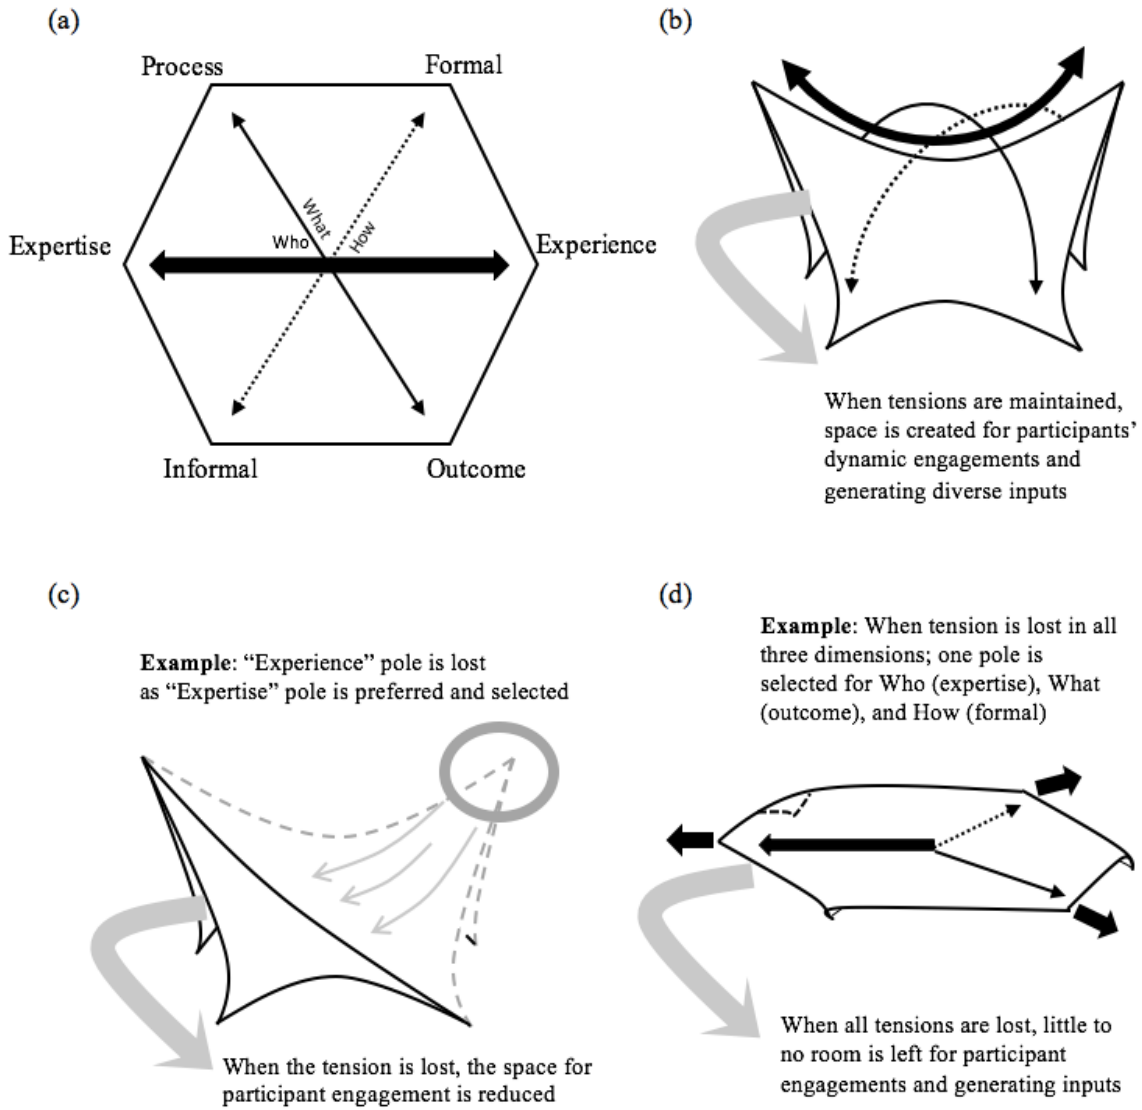 (a)
Process
Formal
What
How
Who
Expertise
Experience
Informal
Outcome
(b)
When tensions are maintained,
space is created for participants’
dynamic engagements and
generating diverse inputs
(c)
Example: “Experience” pole is lost
as “Expertise” pole is preferred and selected
When the tension is lost, the space for
participant engagement is reduced
(d)
Example: When tension is lost in all
three dimensions; one pole is
selected for Who (expertise), What
(outcome), and How (formal)
When all tensions are lost, little to
no room is left for participant
engagements and generating inputs